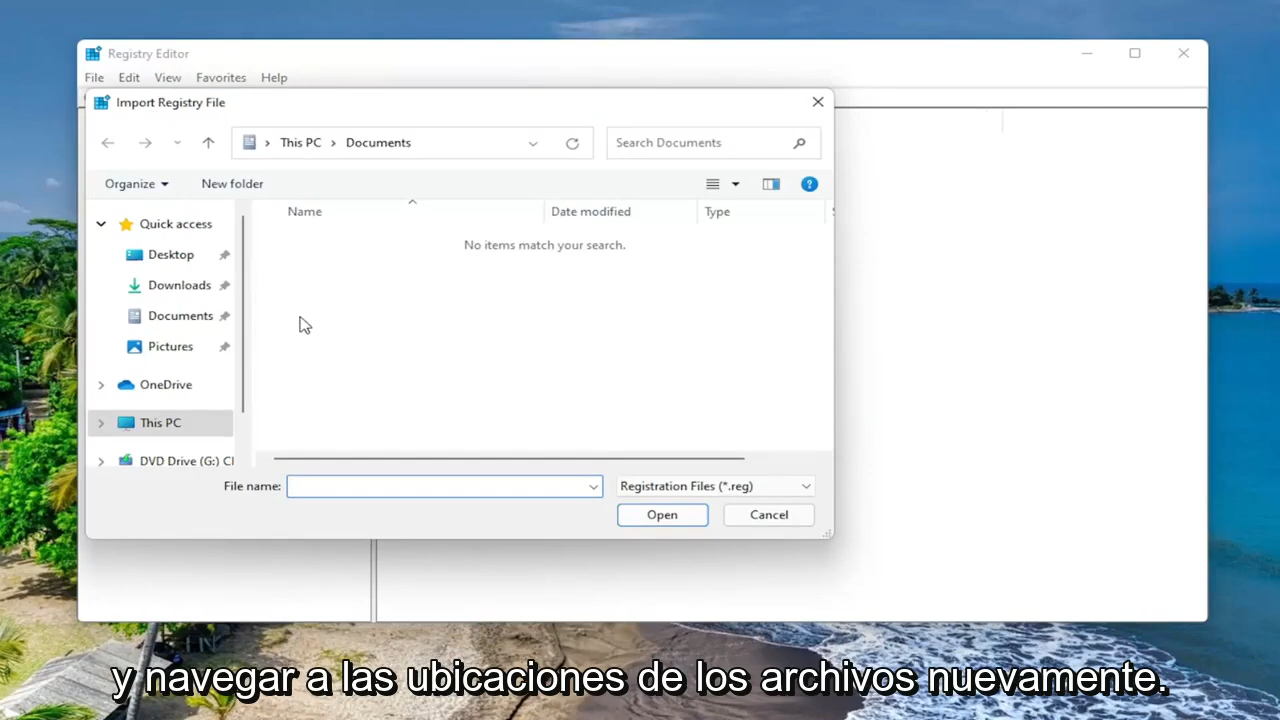 Registry Editor
File Edit View Favorites Help
Import Registry File
This PC Documents
Search Documents
Organize New folder
Name Date modified Type
No items match your search.
Quick access
Desktop
Downloads
Documents
Pictures
OneDrive
This PC
DVD Drive (G:)
File name:
Registration Files (*.reg)
Open Cancel
y navegar a las ubicaciones de los archivos nuevamente.